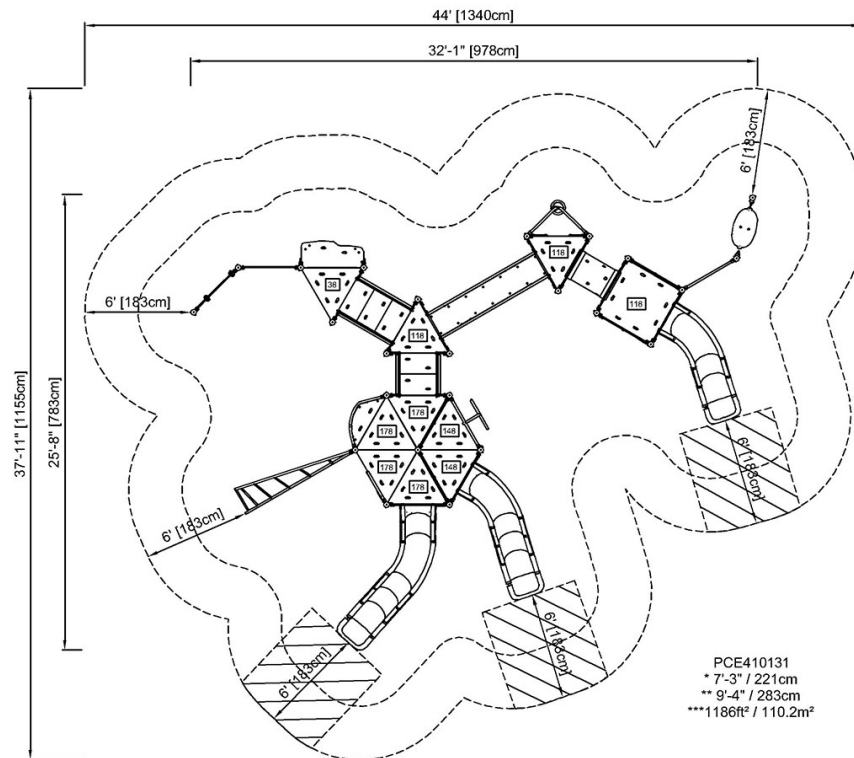 44' [1340cm]
32'-1" [978cm]
6' [183cm]
37'-11" [1155cm]
25'-8" [783cm]
6' [183cm]
38
118
118
118
178
178
148
178
148
178
6' [183cm]
6' [183cm]
6' [183cm]
6' [183cm]
PCE410131
* 7'-3" / 221cm
** 9'-4" / 283cm
***1186ft² / 110.2m²